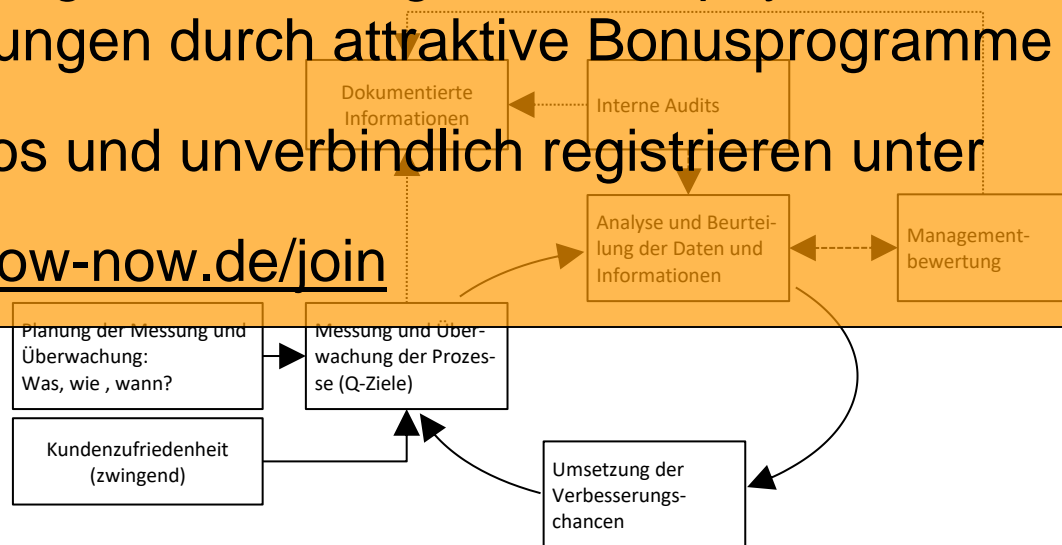 ungen durch attraktive Bonusprogramme
Dokumentierte
Informationen
Interne Audits
os und unverbindlich registrieren unter
Analyse und Beurtei-
lung der Daten und
Informationen
Management-
bewertung
ow-now.de/join
Planung der Messung und
Überwachung:
Was, wie , wann?
Messung und Über-
wachung der Prozes-
se (Q-Ziele)
Kundenzufriedenheit
(zwingend)
Umsetzung der
Verbesserungs-
chancen